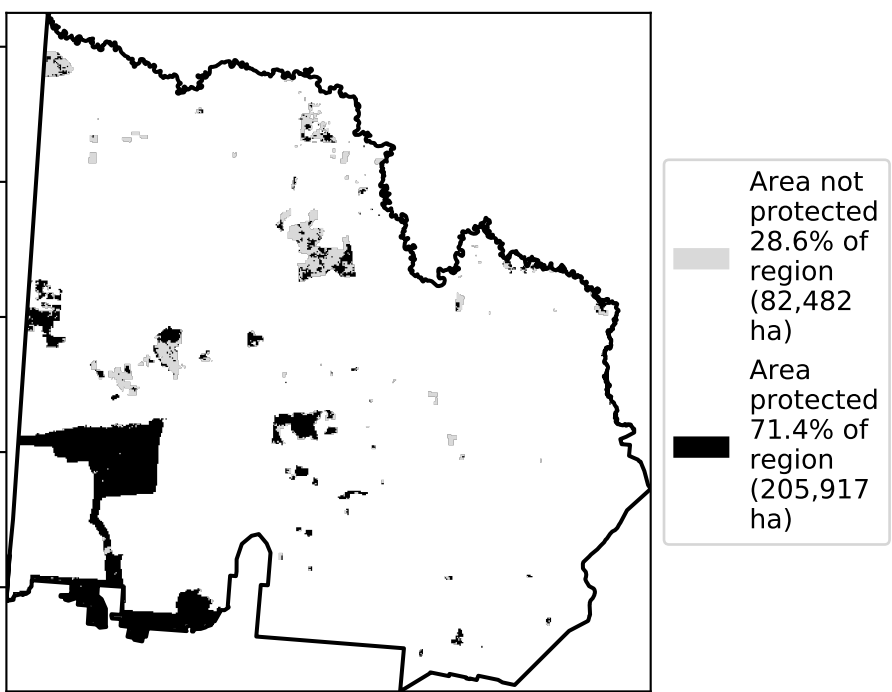 Area not
protected
28.6% of
region
(82,482
ha)
Area
protected
71.4% of
region
(205,917
ha)